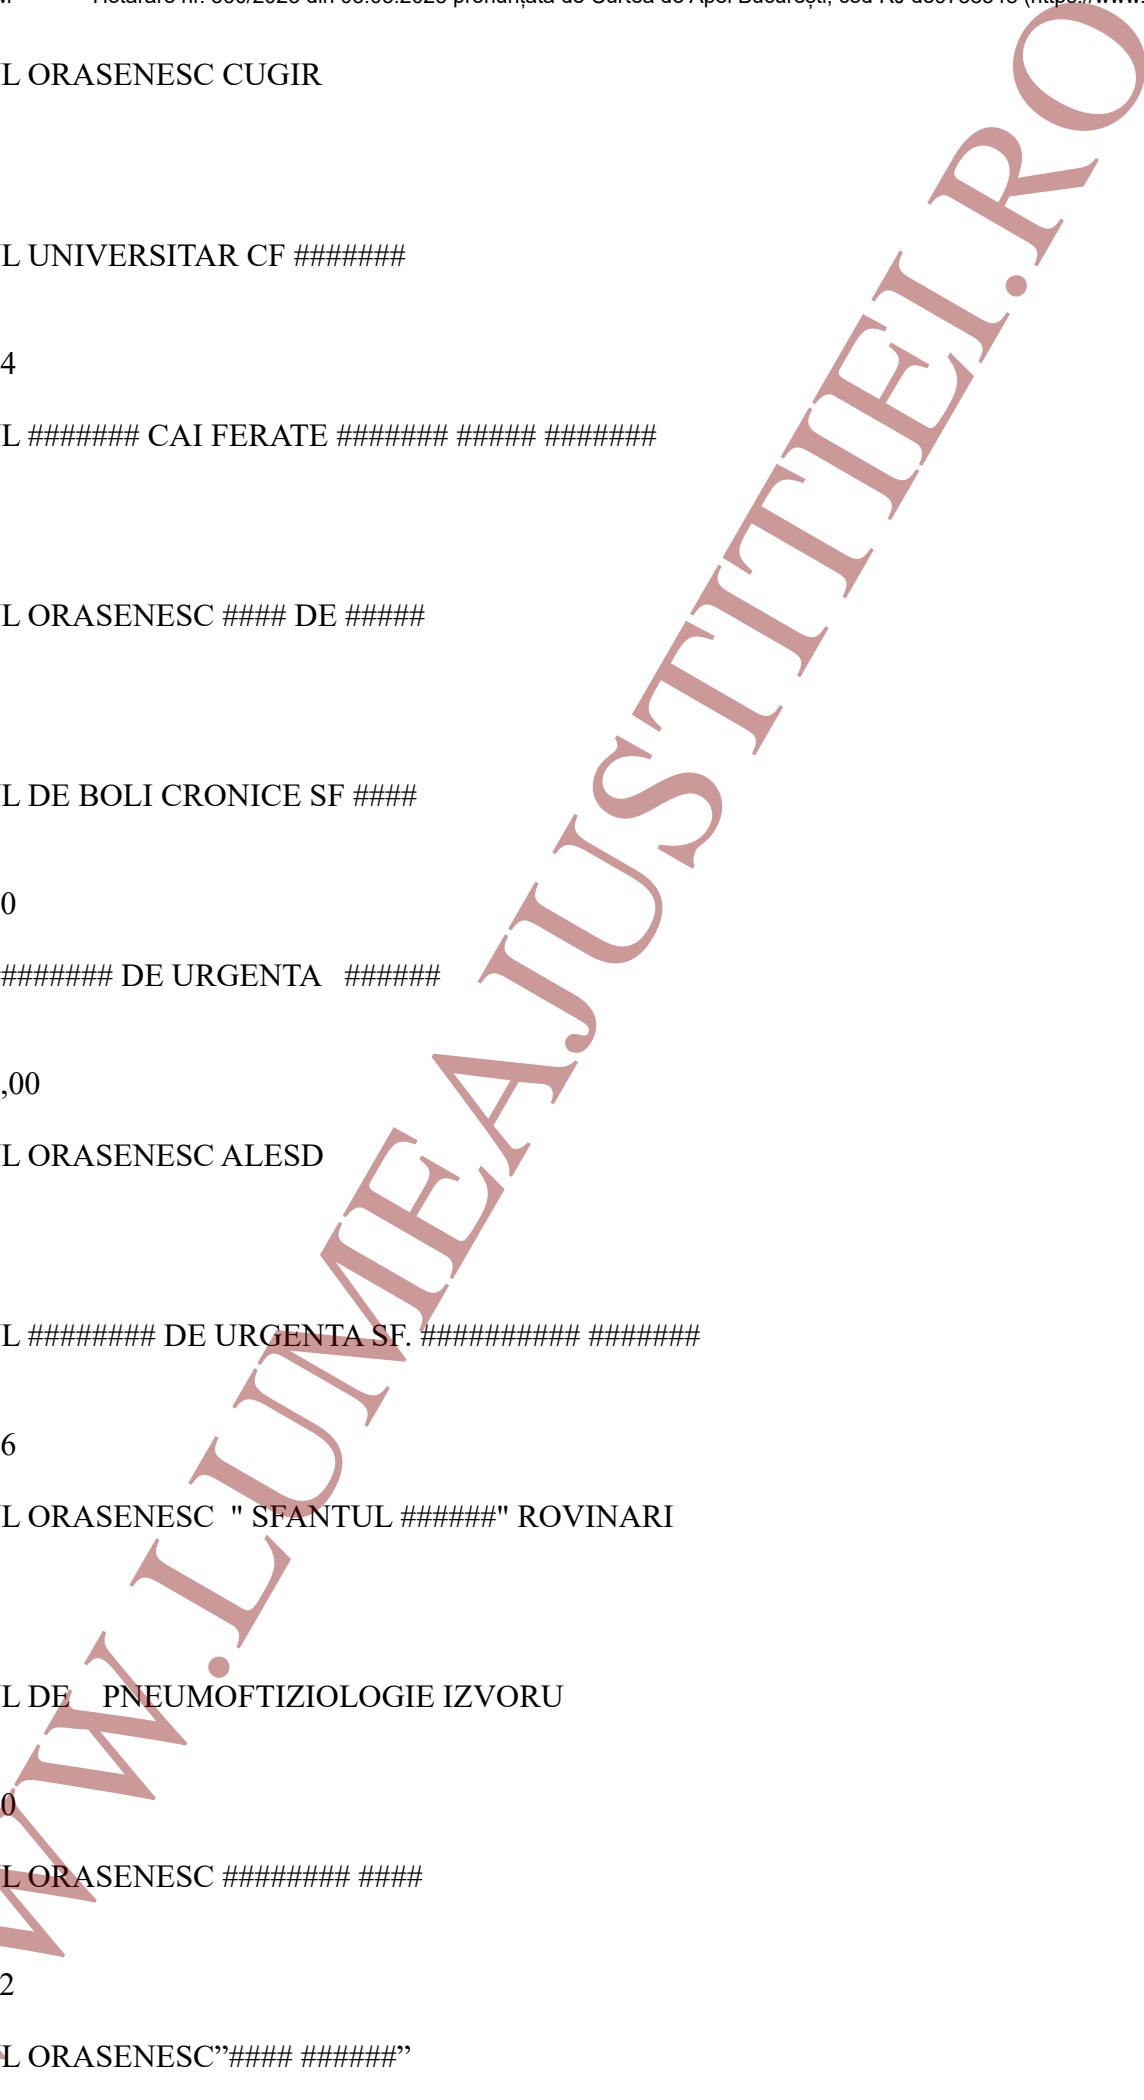 L ORASENESC CUGIR
L UNIVERSITAR CF #######
4
L ####### CAI FERATE ####### ##### #######
L ORASENESC #### DE #####
L DE BOLI CRONICE SF ####
0
####### DE URGENTA ######
,00
L ORASENESC ALESD
L ######## DE URGENTA SF. ########## #######
6
L ORASENESC " SFANTUL ######" ROVINARI
L DE PNEUMOFTIZIOLOGIE IZVORU
0
L ORASENESC ######## ####
2
L ORASENESC”#### ######”
WW.LUMEAJUSTITIEI.RO